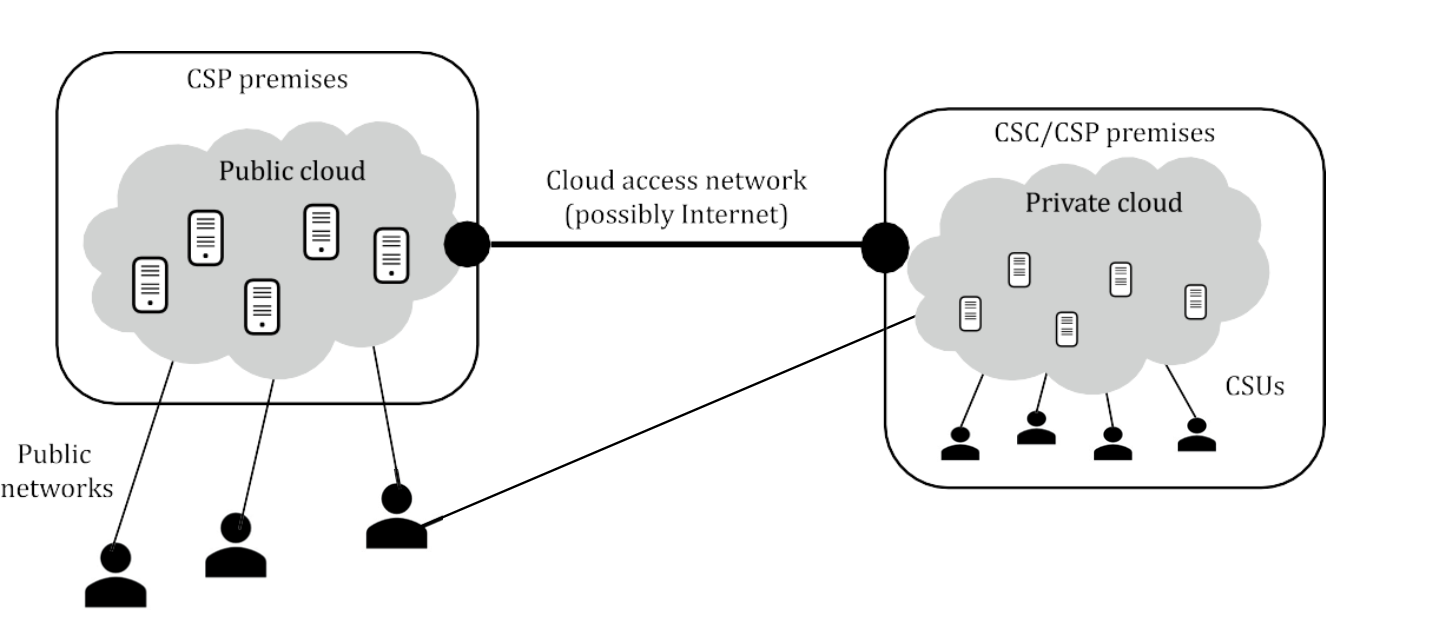 CSP premises
Public cloud
Cloud access network
(possibly Internet)
CSC/CSP premises
Private cloud
CSUs
Public
networks